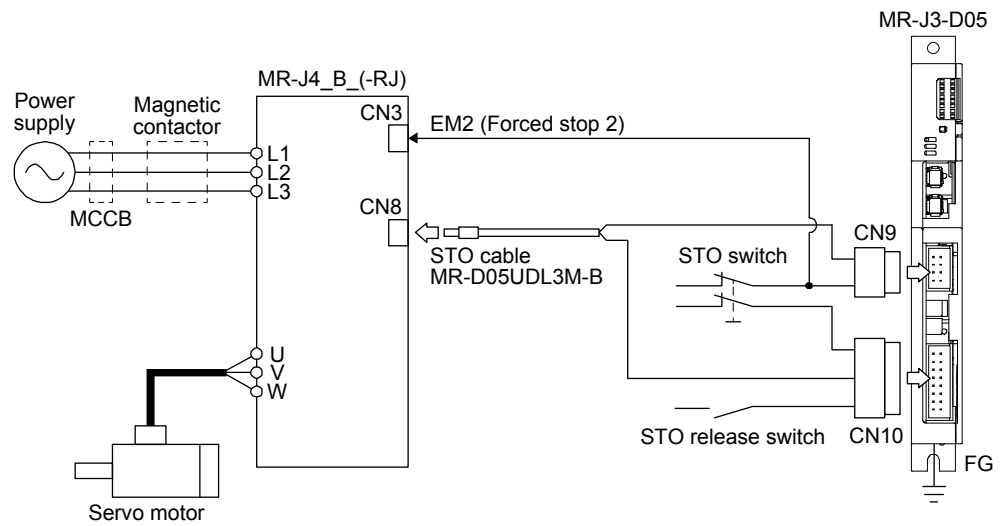 MR-J3-D05
MR-J4_B_(-RJ)
Power
supply
Magnetic
contactor
CN3
EM2 (Forced stop 2)
L1
L2
L3
MCCB
CN8
CN9
STO cable
MR-D05UDL3M-B
STO switch
U
V
W
STO release switch
CN10
FG
Servo motor